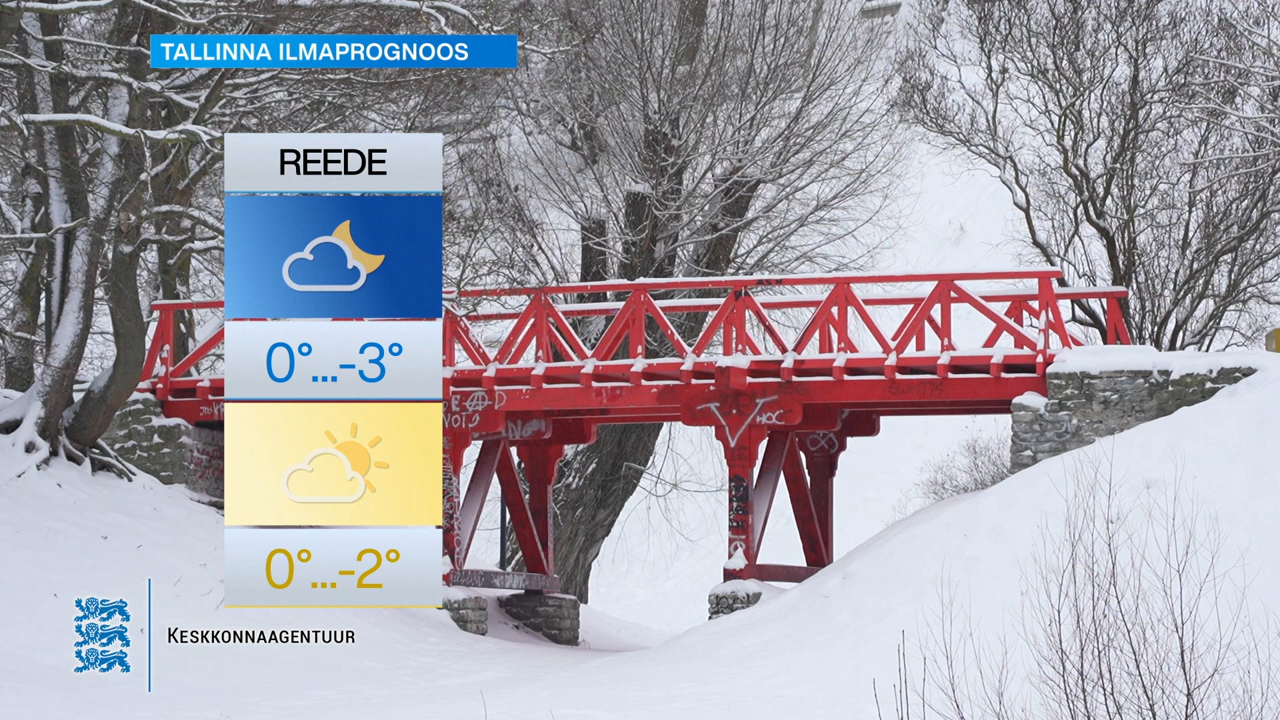 TALLINNA ILMAPROGNOOS
REEDE
0°...-3°
0°...-2°
KESKKONNAAGENTUUR